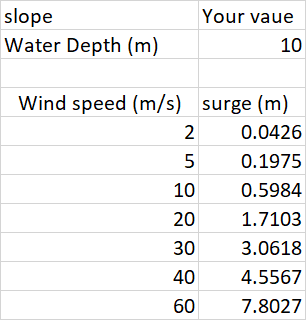 slope Your vaue
Water Depth (m) 10
Wind speed (m/s) surge (m)
2 0.0426
5 0.1975
10 0.5984
20 1.7103
30 3.0618
40 4.5567
60 7.8027